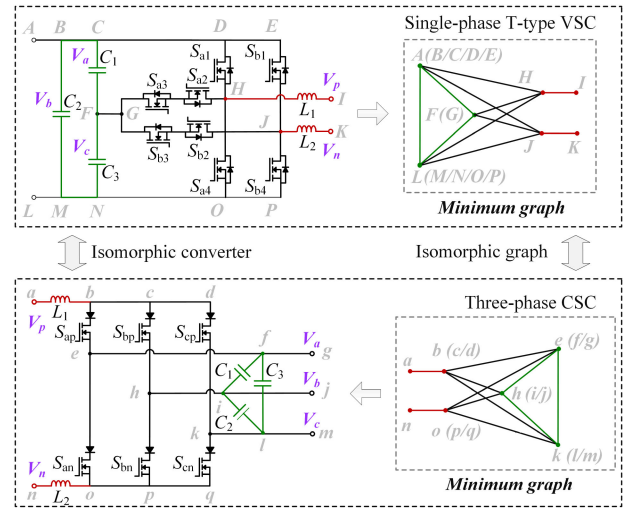 Single-phase T-type VSC
A B C D E
Va C1 Sa1 Sb1
Vb C2 Sa3 Sa2 H Vp
F G L1 I
J K
Vc Sb3 Sb2 L2 Vn
C3 Sa4 Sb4
L M N O P
A(B/C/D/E)
H I
F(G)
J K
L(M/N/O/P)
Minimum graph
Isomorphic converter
Isomorphic graph
Three-phase CSC
a b c d
L1
Vp Sap Sbp Scp
e f Va
C1 C3 g
h Vb
i j
C2 Vc
k l m
Vn San Sbn Scn
n L2 o p q
e (f/g)
a b (c/d)
h (i/j)
n o (p/q)
k (l/m)
Minimum graph